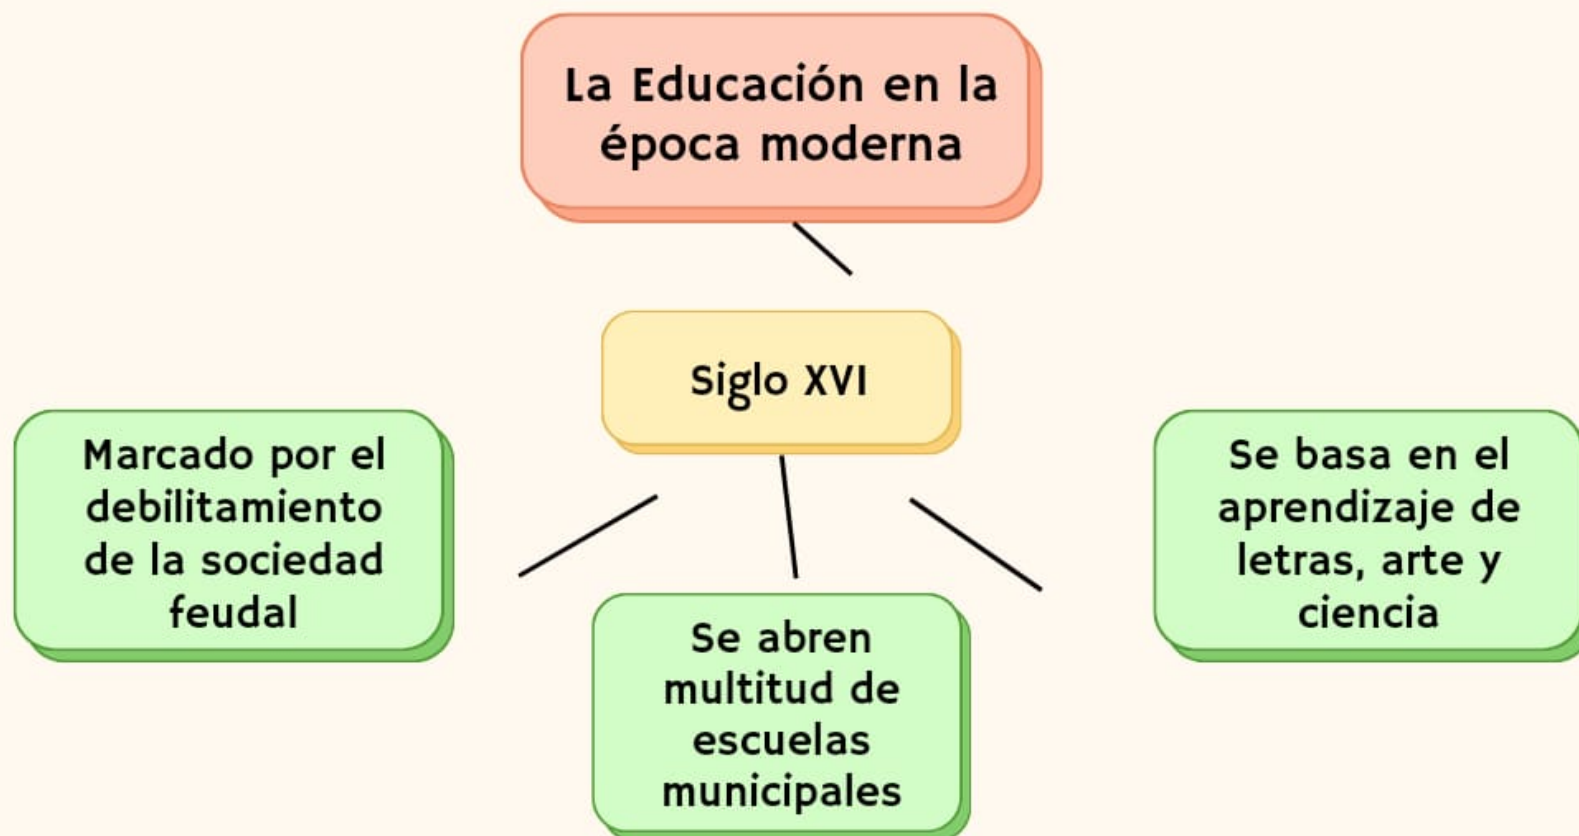 La Educación en la
época moderna
Siglo XVI
Marcado por el
debilitamiento
de la sociedad
feudal
Se abren
multitud de
escuelas
municipales
Se basa en el
aprendizaje de
letras, arte y
ciencia